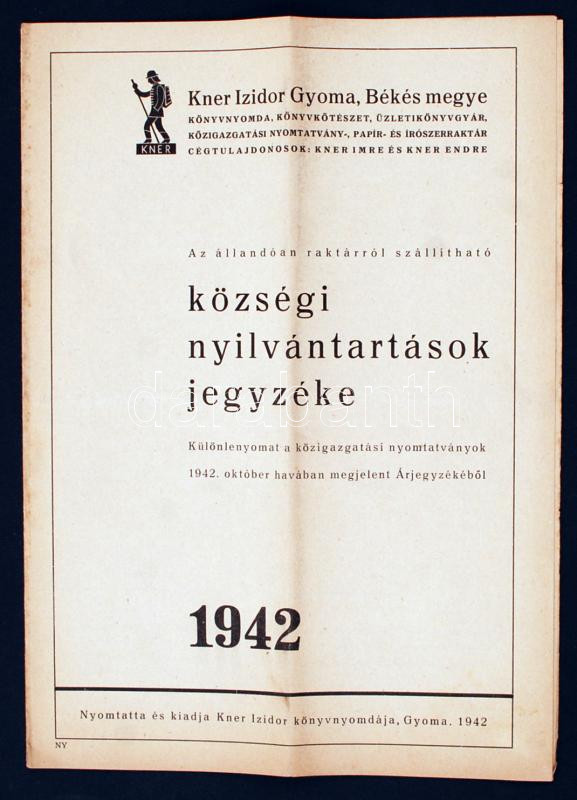 Kner Izidor Gyoma, Békés megye
KÖNYVNYOMDA, KÖNYVKÖTÉSZET, ÜZLETIKÖNYVGYÁR,
KÖZIGAZGATÁSI NYOMTATVÁNY-, PAPÍR- ÉS ÍRÓSZERRAKTÁR
CÉGTULAJDONOSOK: KNER IMRE ÉS KNER ENDRE
KNER
Az állandóan raktárról szállítható
községi
nyilvántartások
jegyzéke
darabanth
Különlenyomat a közigazgatási nyomtatványok
1942. október havában megjelent Árjegyzékéből
1942
Nyomtatta és kiadja Kner Izidor könyvnyomdája, Gyoma. 1942
NY